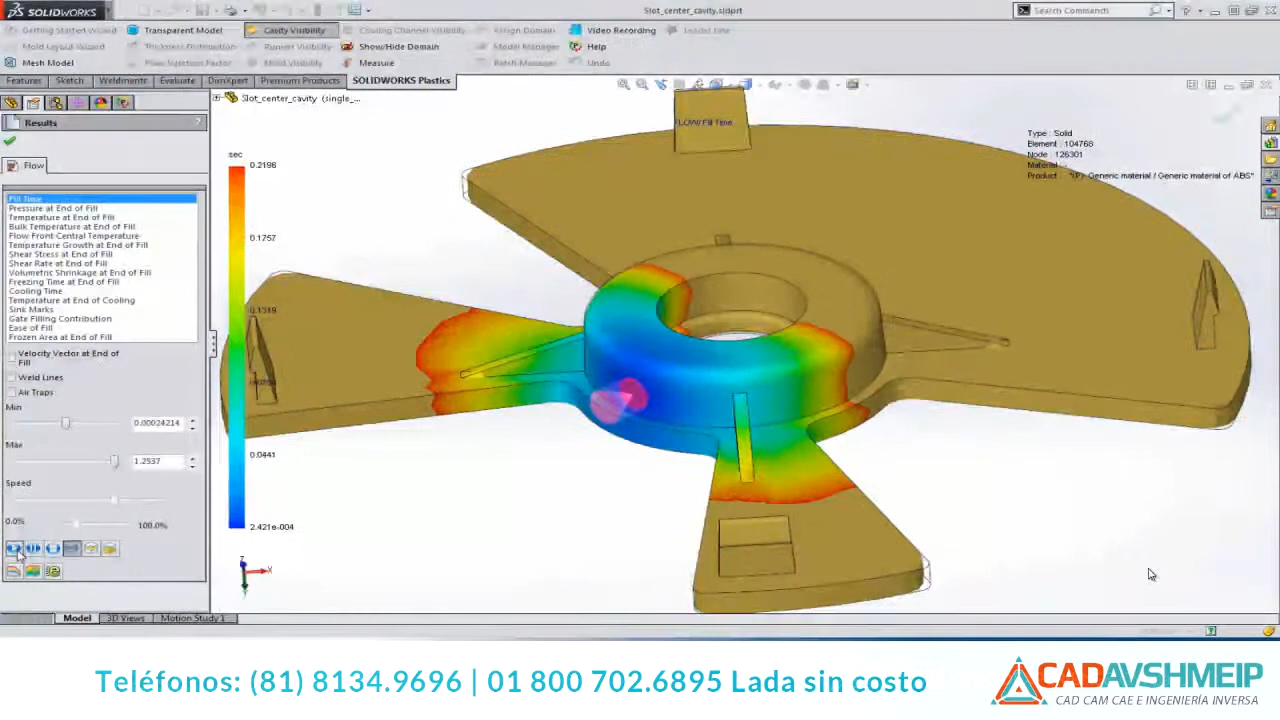 SOLIDWORKS
Slot_center_cavity.sldprt
Search Commands
Getting Started Wizard
Transparent Model
Cavity Visibility
Cooling Channel Visibility
Assign Domain
Video Recording
Leader Line
Mold Layout Wizard
Thickness Distribution
Runner Visibility
Show/Hide Domain
Model Manager
Help
Mesh Model
Flow Injection Factor
Mold Visibility
Measure
Batch Manager
Undo
Features
Sketch
Weldments
Evaluate
DimXpert
Premium Products
SOLIDWORKS Plastics
Slot_center_cavity (single_...
Results
?
Flow
Fill Time
Pressure at End of Fill
Temperature at End of Fill
Bulk Temperature at End of Fill
Flow Front Central Temperature
Temperature Growth at End of Fill
Shear Stress at End of Fill
Shear Rate at End of Fill
Volumetric Shrinkage at End of Fill
Freezing Time at End of Fill
Cooling Time
Temperature at End of Cooling
Sink Marks
Gate Filling Contribution
Ease of Fill
Frozen Area at End of Fill
Velocity Vector at End of
Fill
Weld Lines
Air Traps
Min
0.00024214
Max
1.2537
Speed
0.0%
100.0%
sec
0.2196
0.1757
0.1319
0.0441
2.421e-004
FLOW/Fill Time
Type : Solid
Element : 104768
Node : 126301
Material : -
Product : "(P) Generic material / Generic material of ABS"
Z
X
Model
3D Views
Motion Study 1
Teléfonos: (81) 8134.9696 | 01 800 702.6895 Lada sin costo
CADAVSHMEIP
CAD CAM CAE E INGENIERÍA INVERSA